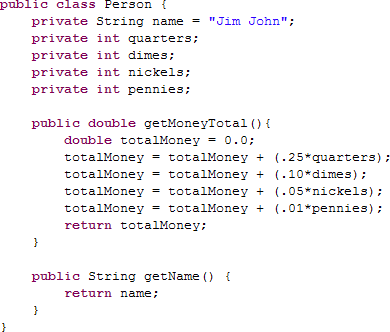 public class Person {
    private String name = "Jim John";
    private int quarters;
    private int dimes;
    private int nickels;
    private int pennies;

    public double getMoneyTotal(){
        double totalMoney = 0.0;
        totalMoney = totalMoney + (.25*quarters);
        totalMoney = totalMoney + (.10*dimes);
        totalMoney = totalMoney + (.05*nickels);
        totalMoney = totalMoney + (.01*pennies);
        return totalMoney;
    }

    public String getName() {
        return name;
    }
}